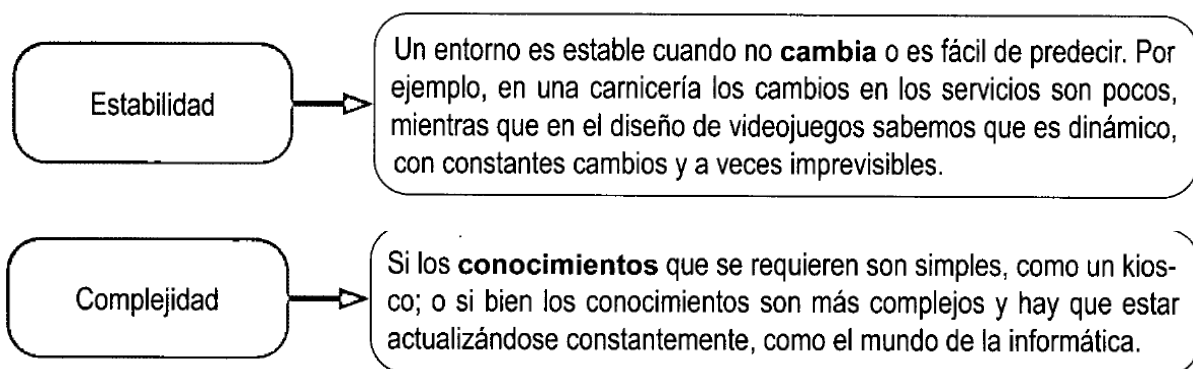 Estabilidad
Un entorno es estable cuando no cambia o es fácil de predecir. Por
ejemplo, en una carnicería los cambios en los servicios son pocos,
mientras que en el diseño de videojuegos sabemos que es dinámico,
con constantes cambios y a veces imprevisibles.
Complejidad
Si los conocimientos que se requieren son simples, como un kios-
co; o si bien los conocimientos son más complejos y hay que estar
actualizándose constantemente, como el mundo de la informática.